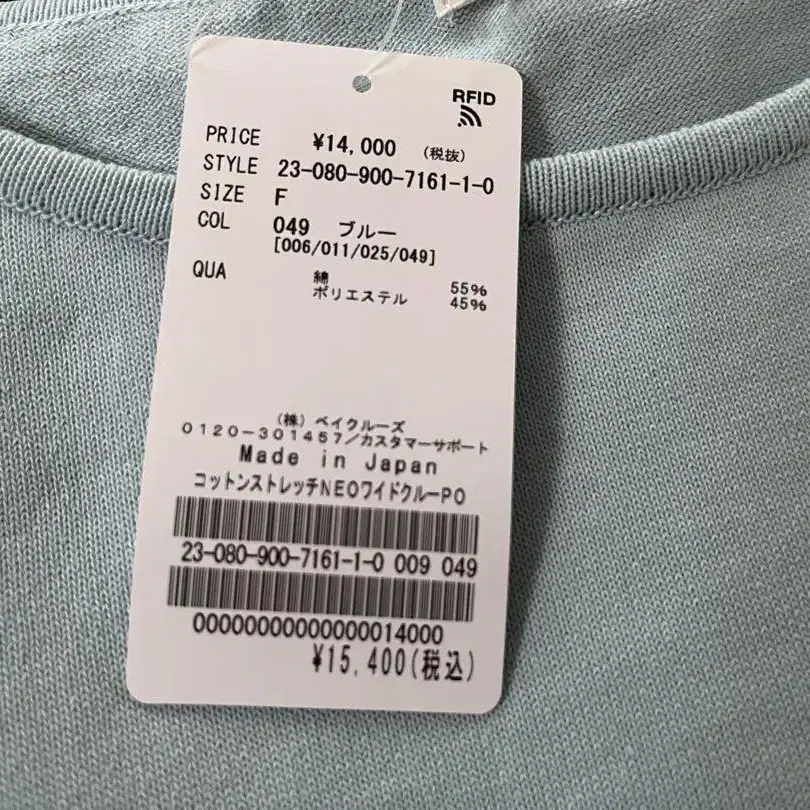 RFID
PRICE ¥14,000 (税抜)
STYLE 23-080-900-7161-1-0
SIZE F
COL 049 ブルー
[006/011/025/049]
QUA 綿 55%
ポリエステル 45%
(株) ベイクルーズ
0120-301457/カスタマーサポート
Made in Japan
コットンストレッチNEOワイドクルーPO
23-080-900-7161-1-0 009 049
00000000000000014000
¥15,400(税込)